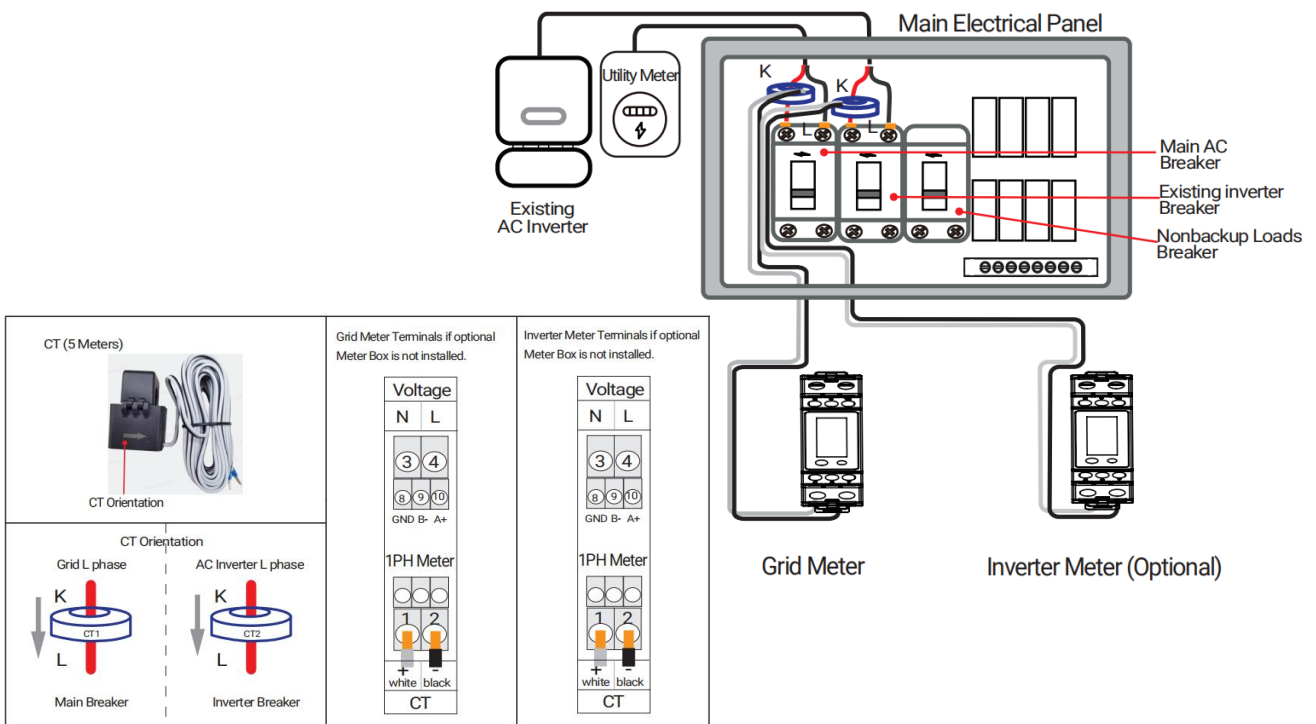 Main Electrical Panel
Utility Meter
K
K
L
L
Main AC
Breaker
Existing inverter
Breaker
Nonbackup Loads
Breaker
Existing
AC Inverter
CT (5 Meters)
CT Orientation
CT Orientation
Grid L phase
AC Inverter L phase
K
K
CT1
CT2
L
L
Main Breaker
Inverter Breaker
Grid Meter Terminals if optional
Meter Box is not installed.
Voltage
N L
3 4
8 9 10
GND B- A+
1PH Meter
1 2
+ -
white black
CT
Inverter Meter Terminals if optional
Meter Box is not installed.
Voltage
N L
3 4
8 9 10
GND B- A+
1PH Meter
1 2
+ -
white black
CT
Grid Meter
Inverter Meter (Optional)